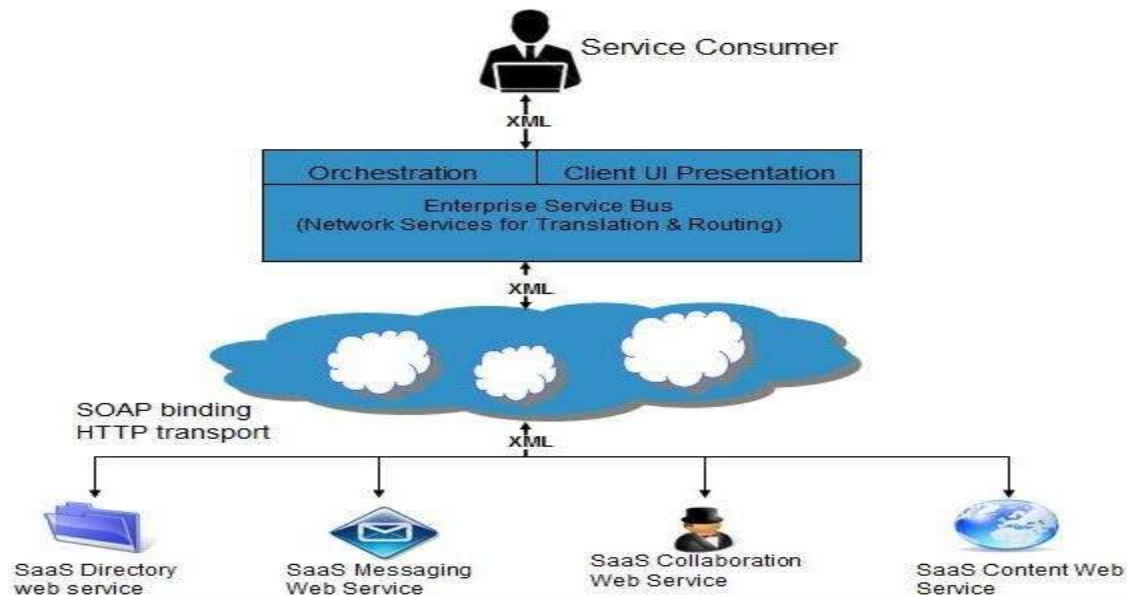 Service Consumer
XML
Orchestration
Client UI Presentation
Enterprise Service Bus
(Network Services for Translation & Routing)
XML
SOAP binding
HTTP transport
XML
SaaS Directory
web service
SaaS Messaging
Web Service
SaaS Collaboration
Web Service
SaaS Content Web
Service